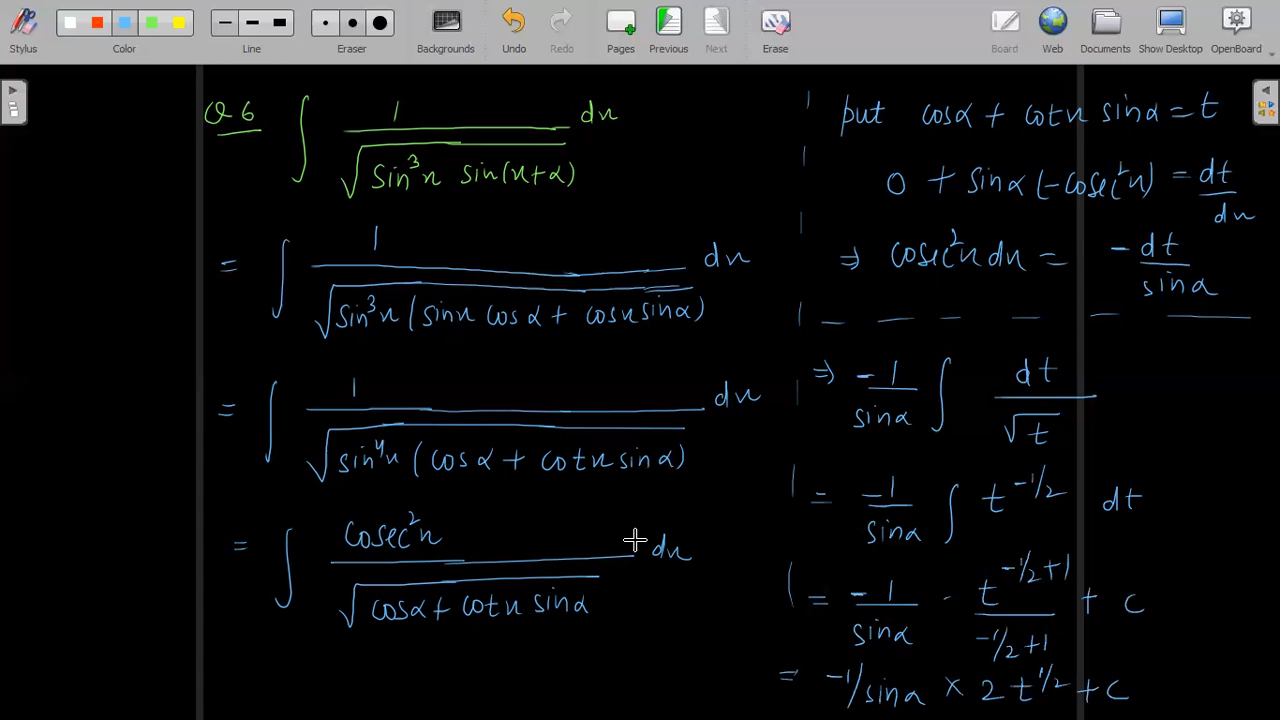 Stylus Color Line Eraser Backgrounds Undo Redo Pages Previous Next Erase Board Web Documents Show Desktop OpenBoard
Q 6 ∫ 1 / √(sin³x sin(x+α)) dx
= ∫ 1 / √(sin³x (sinx cosα + cosx sinα)) dx
= ∫ 1 / √(sin⁴x (cosα + cotx sinα)) dx
= ∫ cosec²x / √(cosα + cotx sinα) dx
put cosα + cotx sinα = t
0 + sinα (-cosec²x) = dt/dx
⇒ cosec²x dx = -dt/sinα
⇒ -1/sinα ∫ dt/√t
= -1/sinα ∫ t^(-1/2) dt
= -1/sinα · t^(-1/2+1) / (-1/2+1) + c
= -1/sinα × 2 t^(1/2) + c